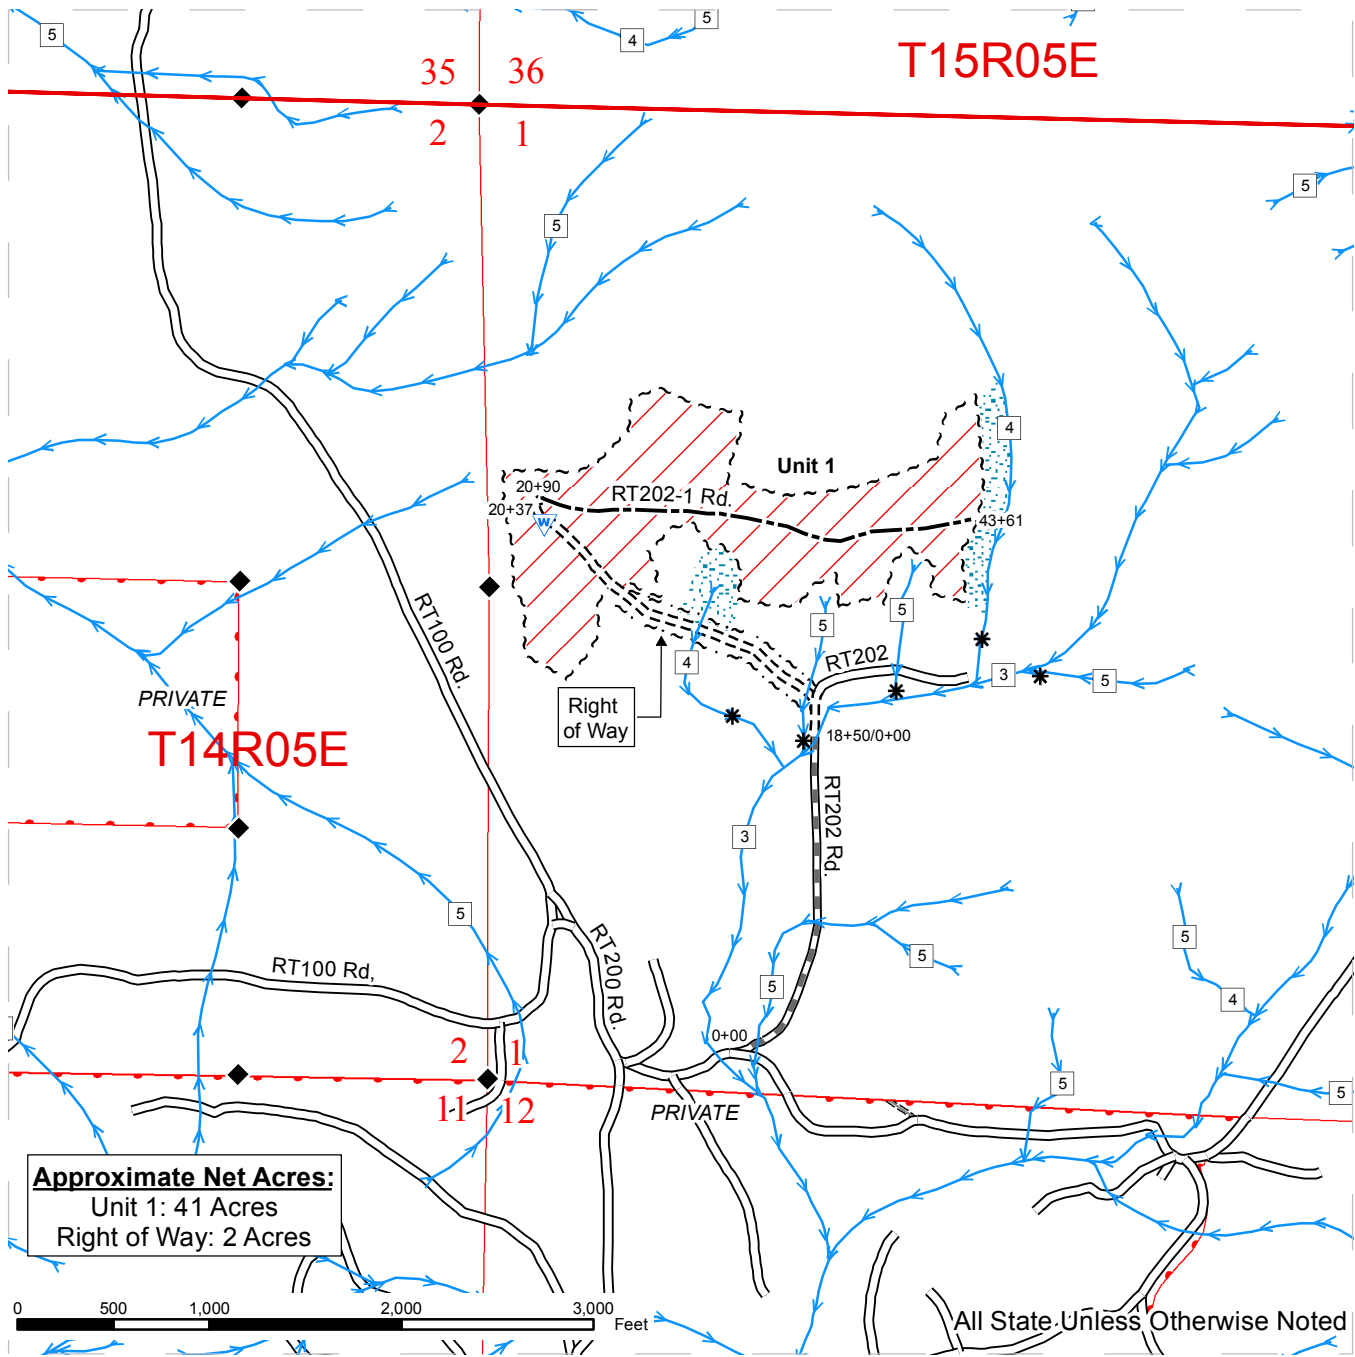 5
4
5
T15R05E
35
36
2
1
5
5
4
Unit 1
20+90
RT202-1 Rd.
20+37
W
43+61
5
5
RT100 Rd.
4
RT202
3
5
PRIVATE
Right
of Way
T14R05E
18+50/0+00
RT202 Rd.
3
5
5
5
RT200 Rd.
RT100 Rd,
5
4
0+00
2
1
5
5
11
12
PRIVATE
Approximate Net Acres:
Unit 1: 41 Acres
Right of Way: 2 Acres
0
500
1,000
2,000
3,000
Feet
All State Unless Otherwise Noted